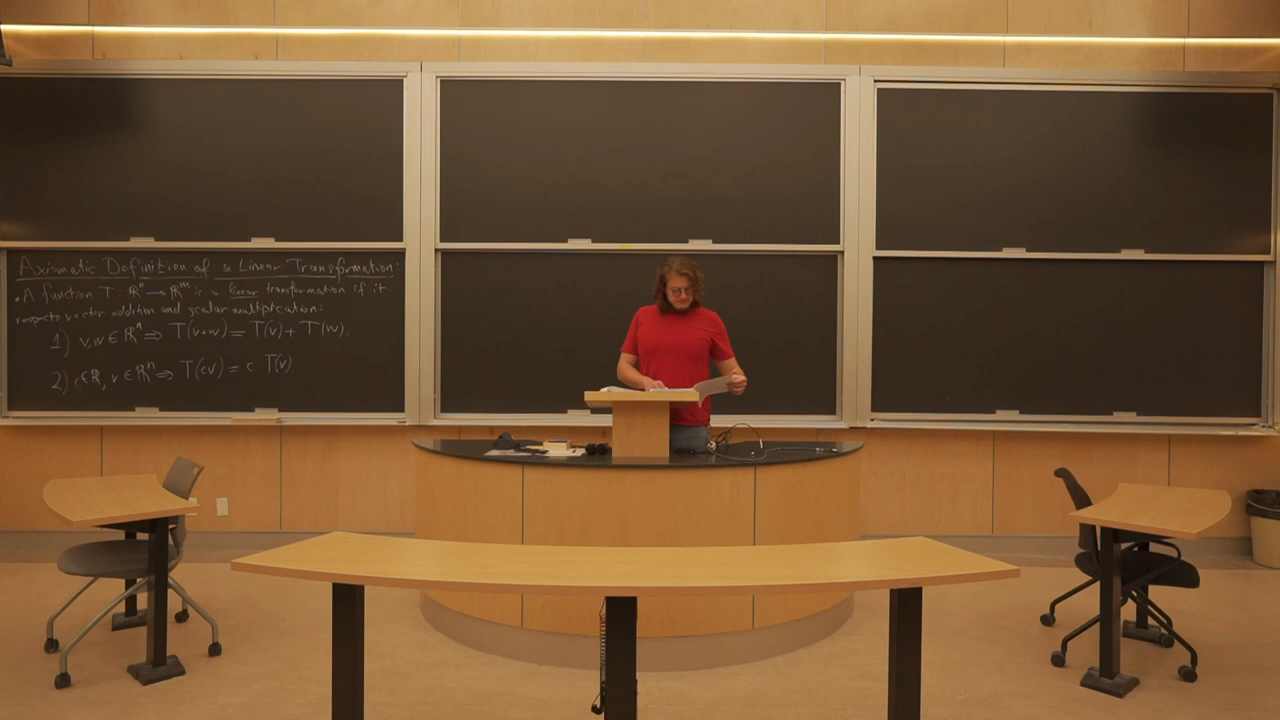 Aximatic Definition of a Linear Transformation:
• A function T: ℝⁿ → ℝᵐ is a linear transformation if it
respects vector addition and scalar multiplication:
1) v,w ∈ ℝⁿ ⇒ T(v+w) = T(v) + T(w).
2) c∈ℝ, v ∈ ℝⁿ ⇒ T(cv) = c T(v)